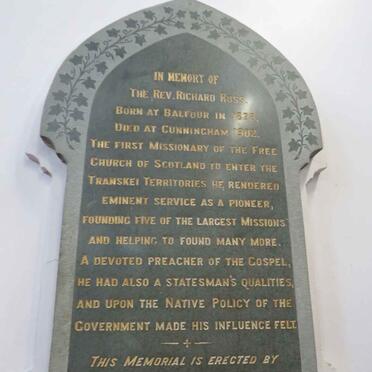 IN MEMORY OF
THE REV. RICHARD ROSS,
BORN AT BALFOUR IN
DIED AT CUNNINGHAM 1902.
THE FIRST MISSIONARY OF THE FREE
CHURCH OF SCOTLAND TO ENTER THE
TRANSKEI TERRITORIES HE RENDERED
EMINENT SERVICE AS A PIONEER,
FOUNDING FIVE OF THE LARGEST MISSIONS
AND HELPING TO FOUND MANY MORE.
A DEVOTED PREACHER OF THE GOSPEL,
HE HAD ALSO A STATESMAN'S QUALITIES,
AND UPON THE NATIVE POLICY OF THE
GOVERNMENT MADE HIS INFLUENCE FELT.
THIS MEMORIAL IS ERECTED BY